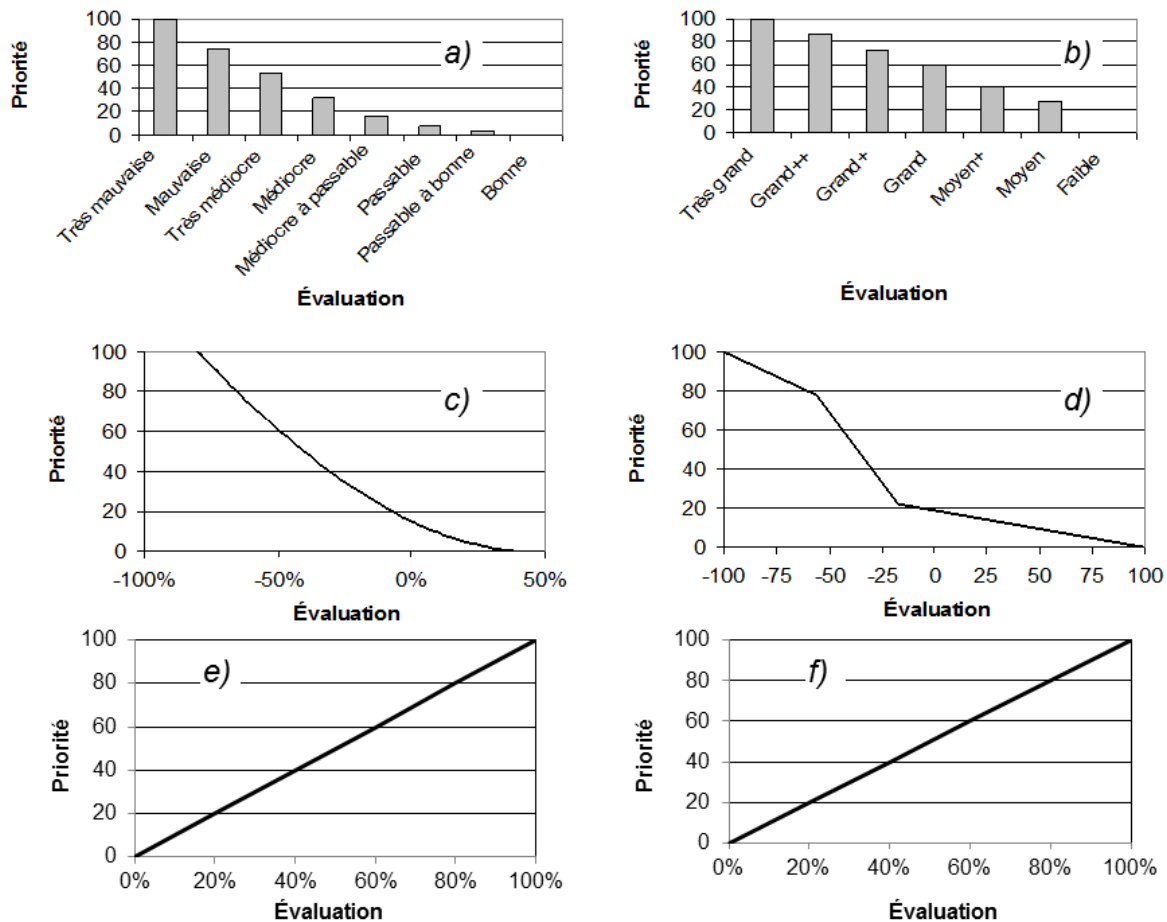 Priorité
100
80
60
40
20
0
a)
Très mauvaise
Mauvaise
Très médiocre
Médiocre
Médiocre à passable
Passable
Passable à bonne
Bonne
Évaluation
Priorité
100
80
60
40
20
0
b)
Très grand
Grand++
Grand+
Grand
Moyen+
Moyen
Faible
Évaluation
Priorité
100
80
60
40
20
0
c)
-100% -50% 0% 50%
Évaluation
Priorité
100
80
60
40
20
0
d)
-100 -75 -50 -25 0 25 50 75 100
Évaluation
Priorité
100
80
60
40
20
0
e)
0% 20% 40% 60% 80% 100%
Évaluation
Priorité
100
80
60
40
20
0
f)
0% 20% 40% 60% 80% 100%
Évaluation